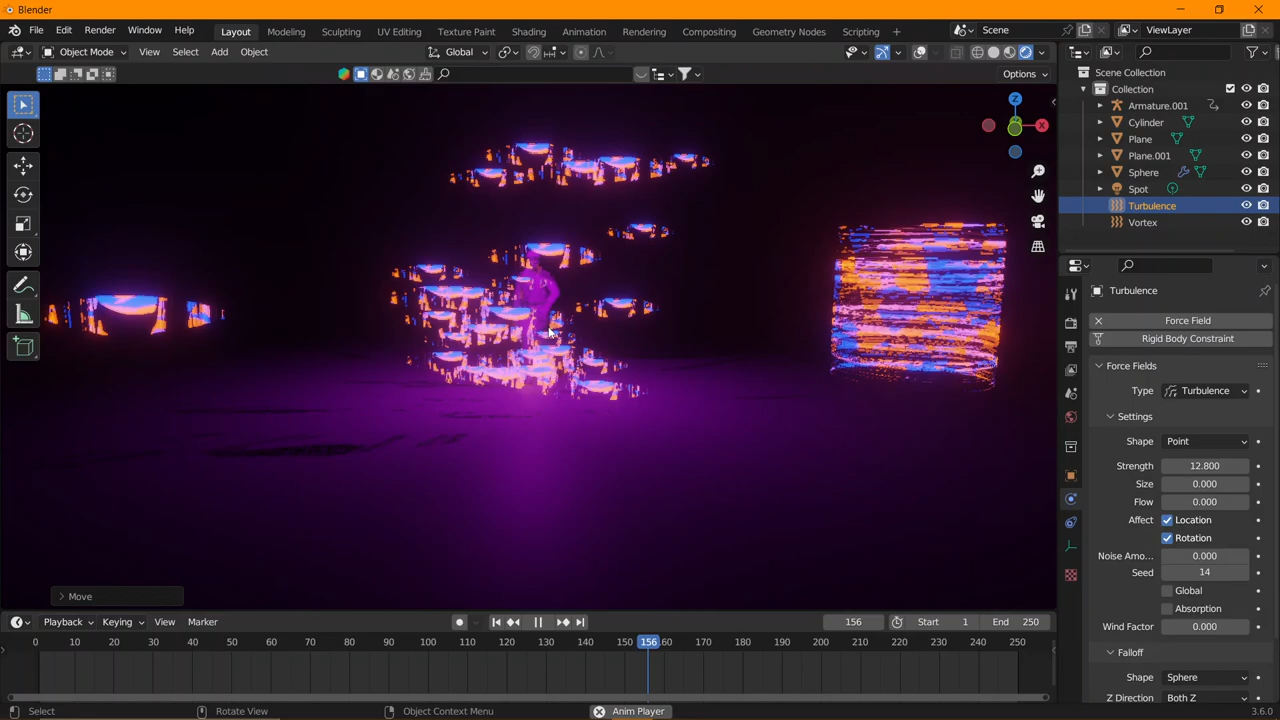 Blender
File Edit Render Window Help Layout Modeling Sculpting UV Editing Texture Paint Shading Animation Rendering Compositing Geometry Nodes Scripting + Scene ViewLayer
Object Mode View Select Add Object Global
Options
Scene Collection
Collection
Armature.001
Cylinder
Plane
Plane.001
Sphere
Spot
Turbulence
Vortex
Z
X
Turbulence
Force Field
Rigid Body Constraint
Force Fields
Type Turbulence
Settings
Shape Point
Strength 12.800
Size 0.000
Flow 0.000
Affect Location
Rotation
Noise Amo... 0.000
Seed 14
Global
Absorption
Wind Factor 0.000
Falloff
Shape Sphere
Z Direction Both Z
Move
Playback Keying View Marker 156 Start 1 End 250
0 10 20 30 40 50 60 70 80 90 100 110 120 130 140 150 156 60 170 180 190 200 210 220 230 240 250
Select Rotate View Object Context Menu Anim Player 3.6.0